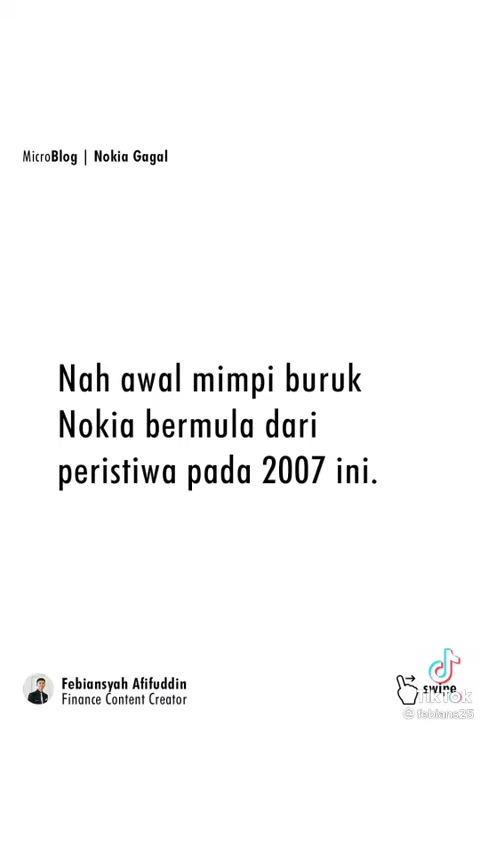 MicroBlog | Nokia Gagal
Nah awal mimpi buruk
Nokia bermula dari
peristiwa pada 2007 ini.
Febiansyah Afifuddin
Finance Content Creator
swipe
TikTok
@ febians25